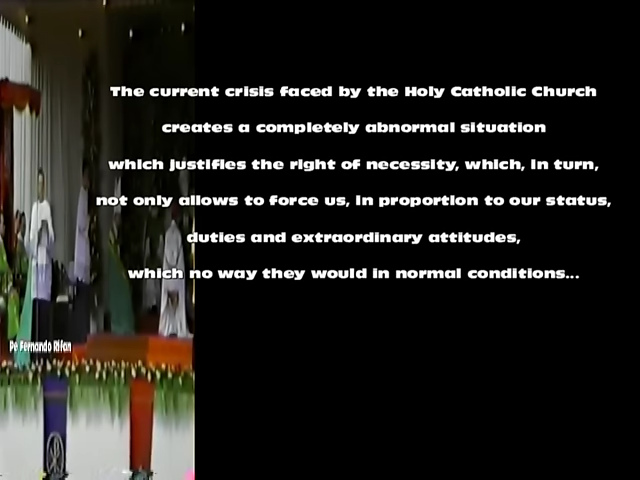 The current crisis faced by the Holy Catholic Church
creates a completely abnormal situation
which justifies the right of necessity, which, in turn,
not only allows to force us, in proportion to our status,
duties and extraordinary attitudes,
which no way they would in normal conditions...
Pe Fernando Rifan